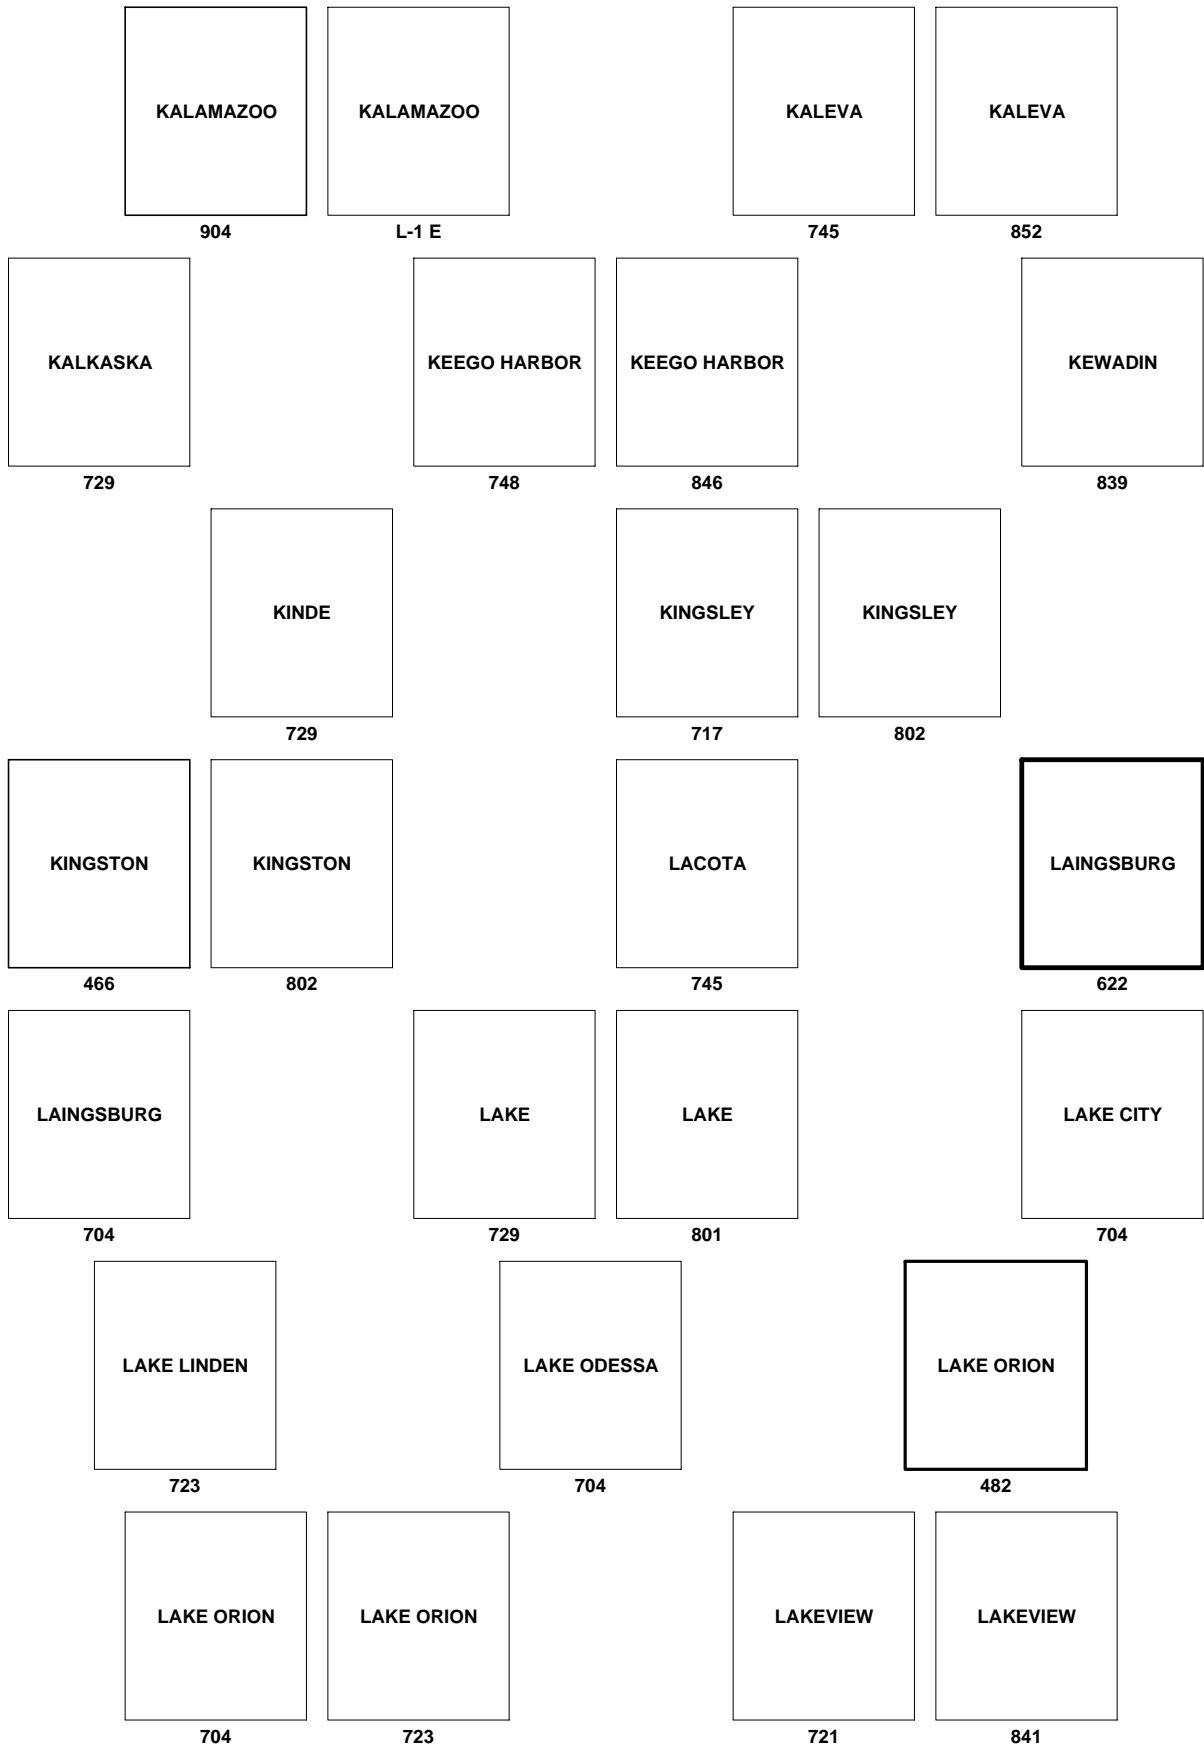 KALAMAZOO KALAMAZOO KALEVA KALEVA
904 L-1 E 745 852
KALKASKA KEEGO HARBOR KEEGO HARBOR KEWADIN
729 748 846 839
KINDE KINGSLEY KINGSLEY
729 717 802
KINGSTON KINGSTON LACOTA LAINGSBURG
466 802 745 622
LAINGSBURG LAKE LAKE LAKE CITY
704 729 801 704
LAKE LINDEN LAKE ODESSA LAKE ORION
723 704 482
LAKE ORION LAKE ORION LAKEVIEW LAKEVIEW
704 723 721 841